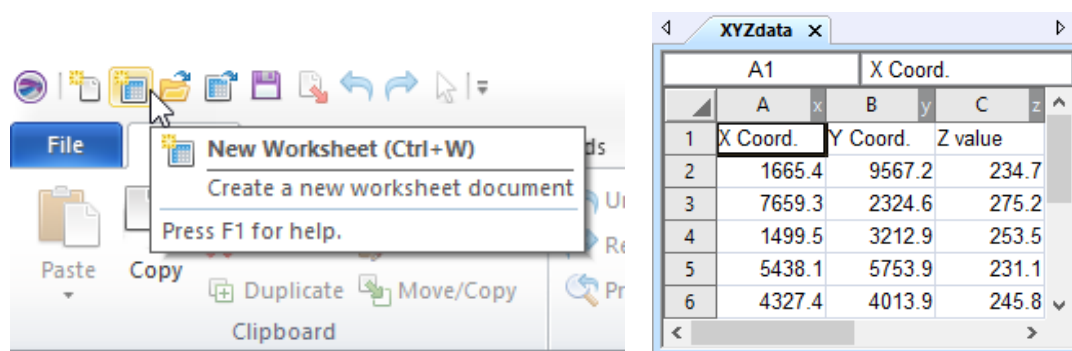 File
New Worksheet (Ctrl+W)
Create a new worksheet document
Press F1 for help.
ds
Paste
Copy
Duplicate
Move/Copy
Clipboard
XYZdata
A1 X Coord.
A x B y C z
1 X Coord. Y Coord. Z value
2 1665.4 9567.2 234.7
3 7659.3 2324.6 275.2
4 1499.5 3212.9 253.5
5 5438.1 5753.9 231.1
6 4327.4 4013.9 245.8